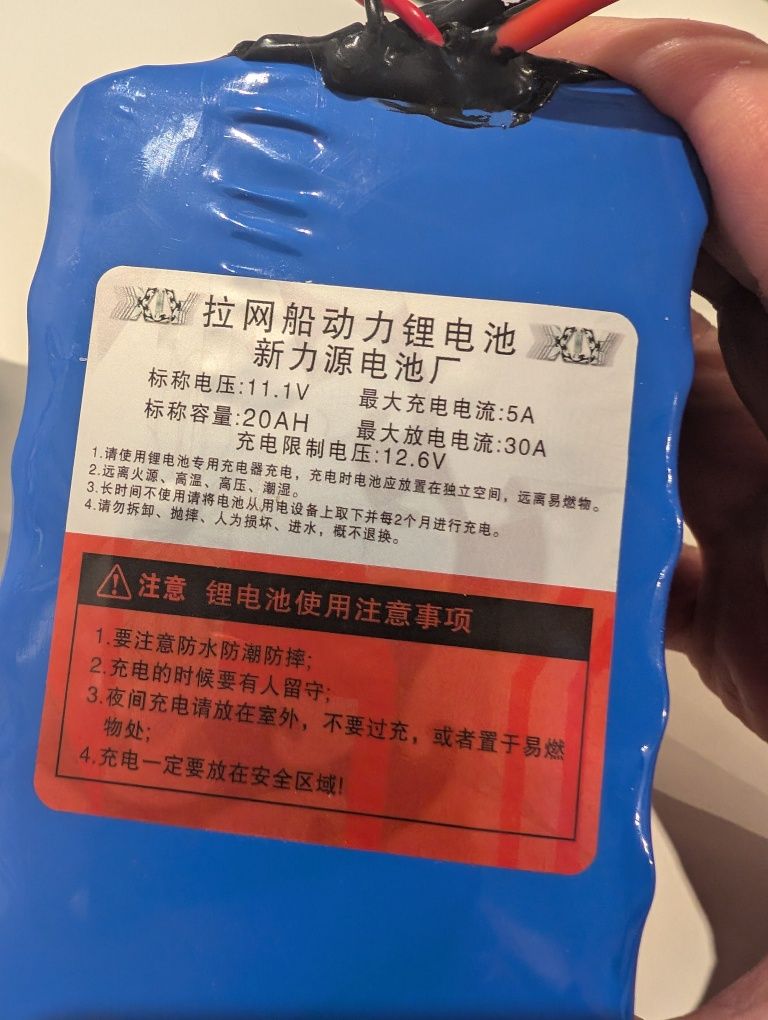 拉网船动力锂电池
新力源电池厂
标称电压:11.1V 最大充电电流:5A
标称容量:20AH 最大放电电流:30A
充电限制电压:12.6V
1.请使用锂电池专用充电器充电，充电时电池应放置在独立空间，远离易燃物。
2.远离火源、高温、高压、潮湿。
3.长时间不使用请将电池从用电设备上取下并每2个月进行充电。
4.请勿拆卸、抛摔、人为损坏、进水，概不退换。
注意 锂电池使用注意事项
1.要注意防水防潮防摔;
2.充电的时候要有人留守;
3.夜间充电请放在室外，不要过充，或者置于易燃
物处;
4.充电一定要放在安全区域!